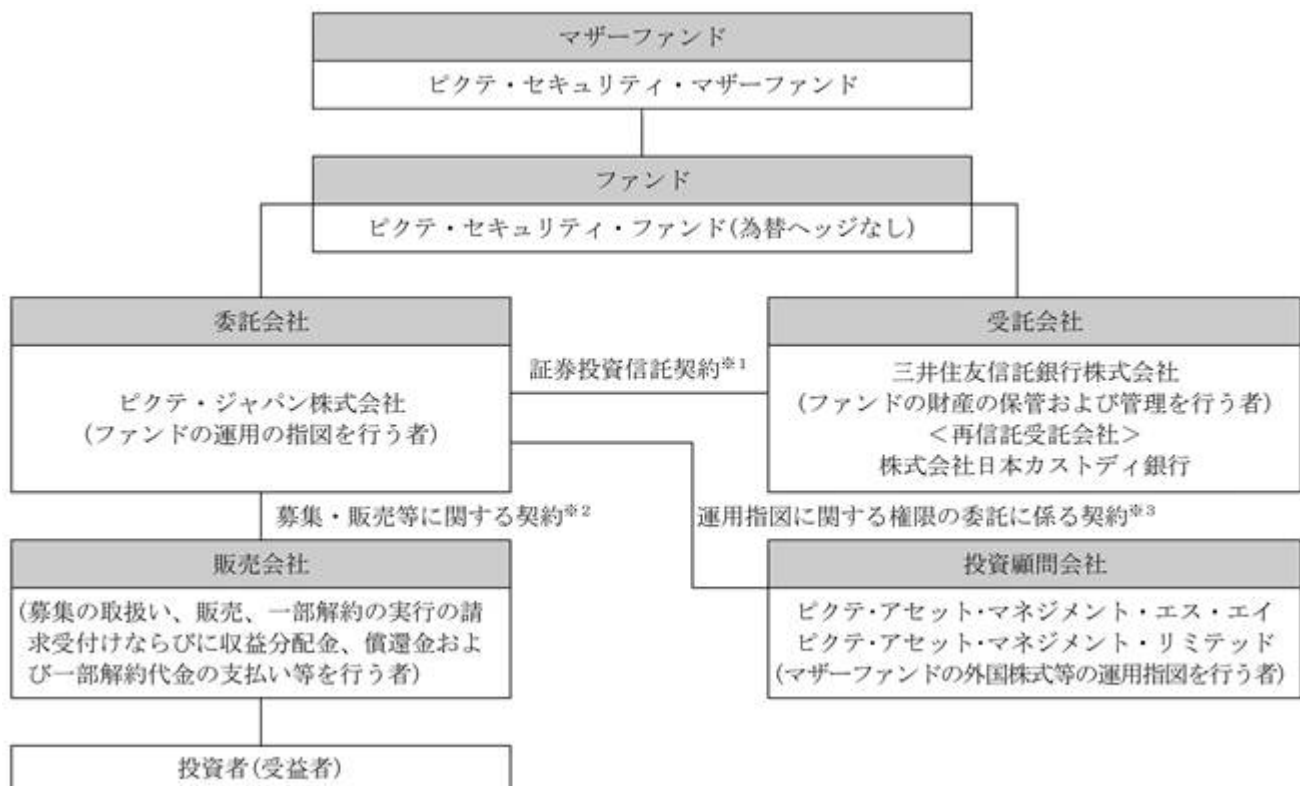 マザーファンド
ピクテ・セキュリティ・マザーファンド
ファンド
ピクテ・セキュリティ・ファンド(為替ヘッジなし)
委託会社
ピクテ・ジャパン株式会社
(ファンドの運用の指図を行う者)
証券投資信託契約※1
受託会社
三井住友信託銀行株式会社
(ファンドの財産の保管および管理を行う者)
<再信託受託会社>
株式会社日本カストディ銀行
募集・販売等に関する契約※2
運用指図に関する権限の委託に係る契約※3
販売会社
(募集の取扱い、販売、一部解約の実行の請
求受付けならびに収益分配金、償還金およ
び一部解約代金の支払い等を行う者)
投資顧問会社
ピクテ・アセット・マネジメント・エス・エイ
ピクテ・アセット・マネジメント・リミテッド
(マザーファンドの外国株式等の運用指図を行う者)
投資者(受益者)